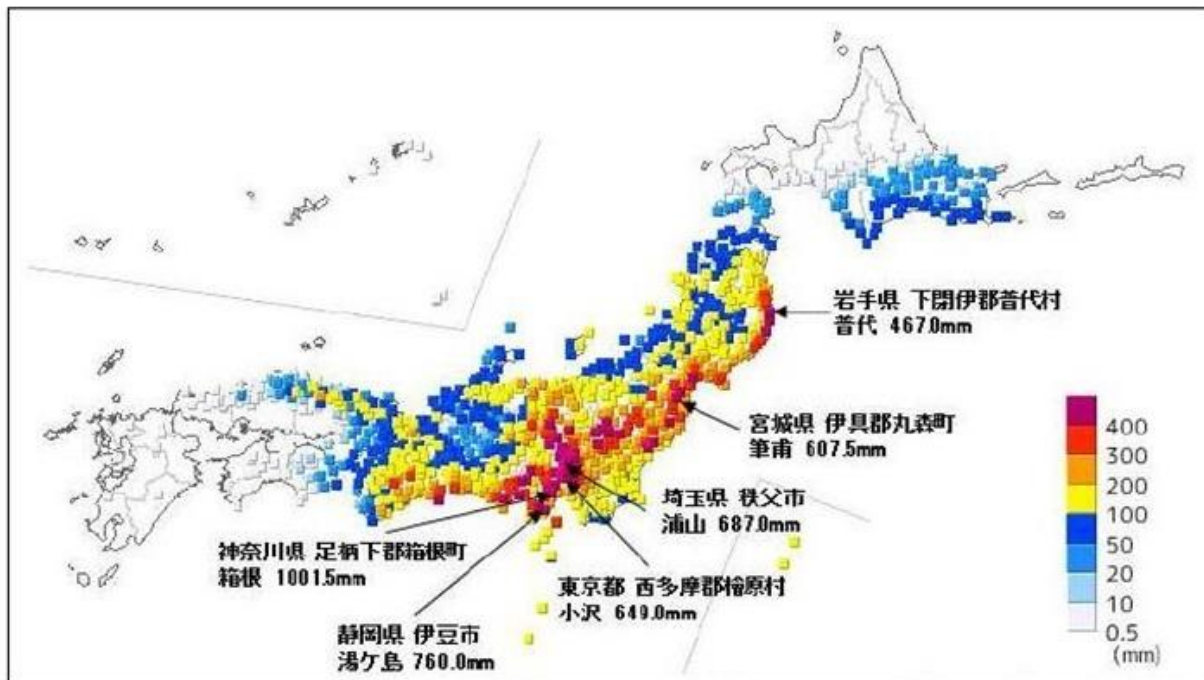 岩手県 下閉伊郡普代村
普代 467.0mm
宮城県 伊具郡丸森町
筆甫 607.5mm
埼玉県 秩父市
浦山 687.0mm
神奈川県 足柄下郡箱根町
箱根 1001.5mm
東京都 西多摩郡檜原村
小沢 649.0mm
静岡県 伊豆市
湯ケ島 760.0mm
400
300
200
100
50
20
10
0.5
(mm)